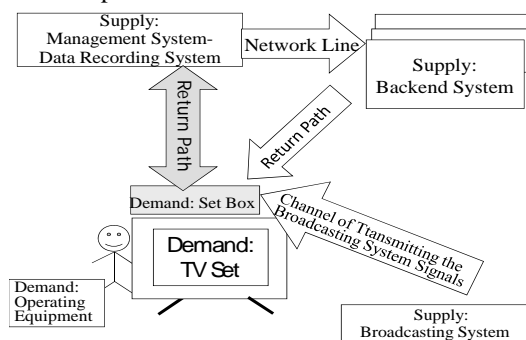 Supply:
Management System-
Data Recording System
Network Line
Supply:
Backend System
Return Path
Return Path
Demand: Set Box
Channel of Ttansmitting the
Broadcasting System Signals
Demand:
TV Set
Demand:
Operating
Equipment
Supply:
Broadcasting System